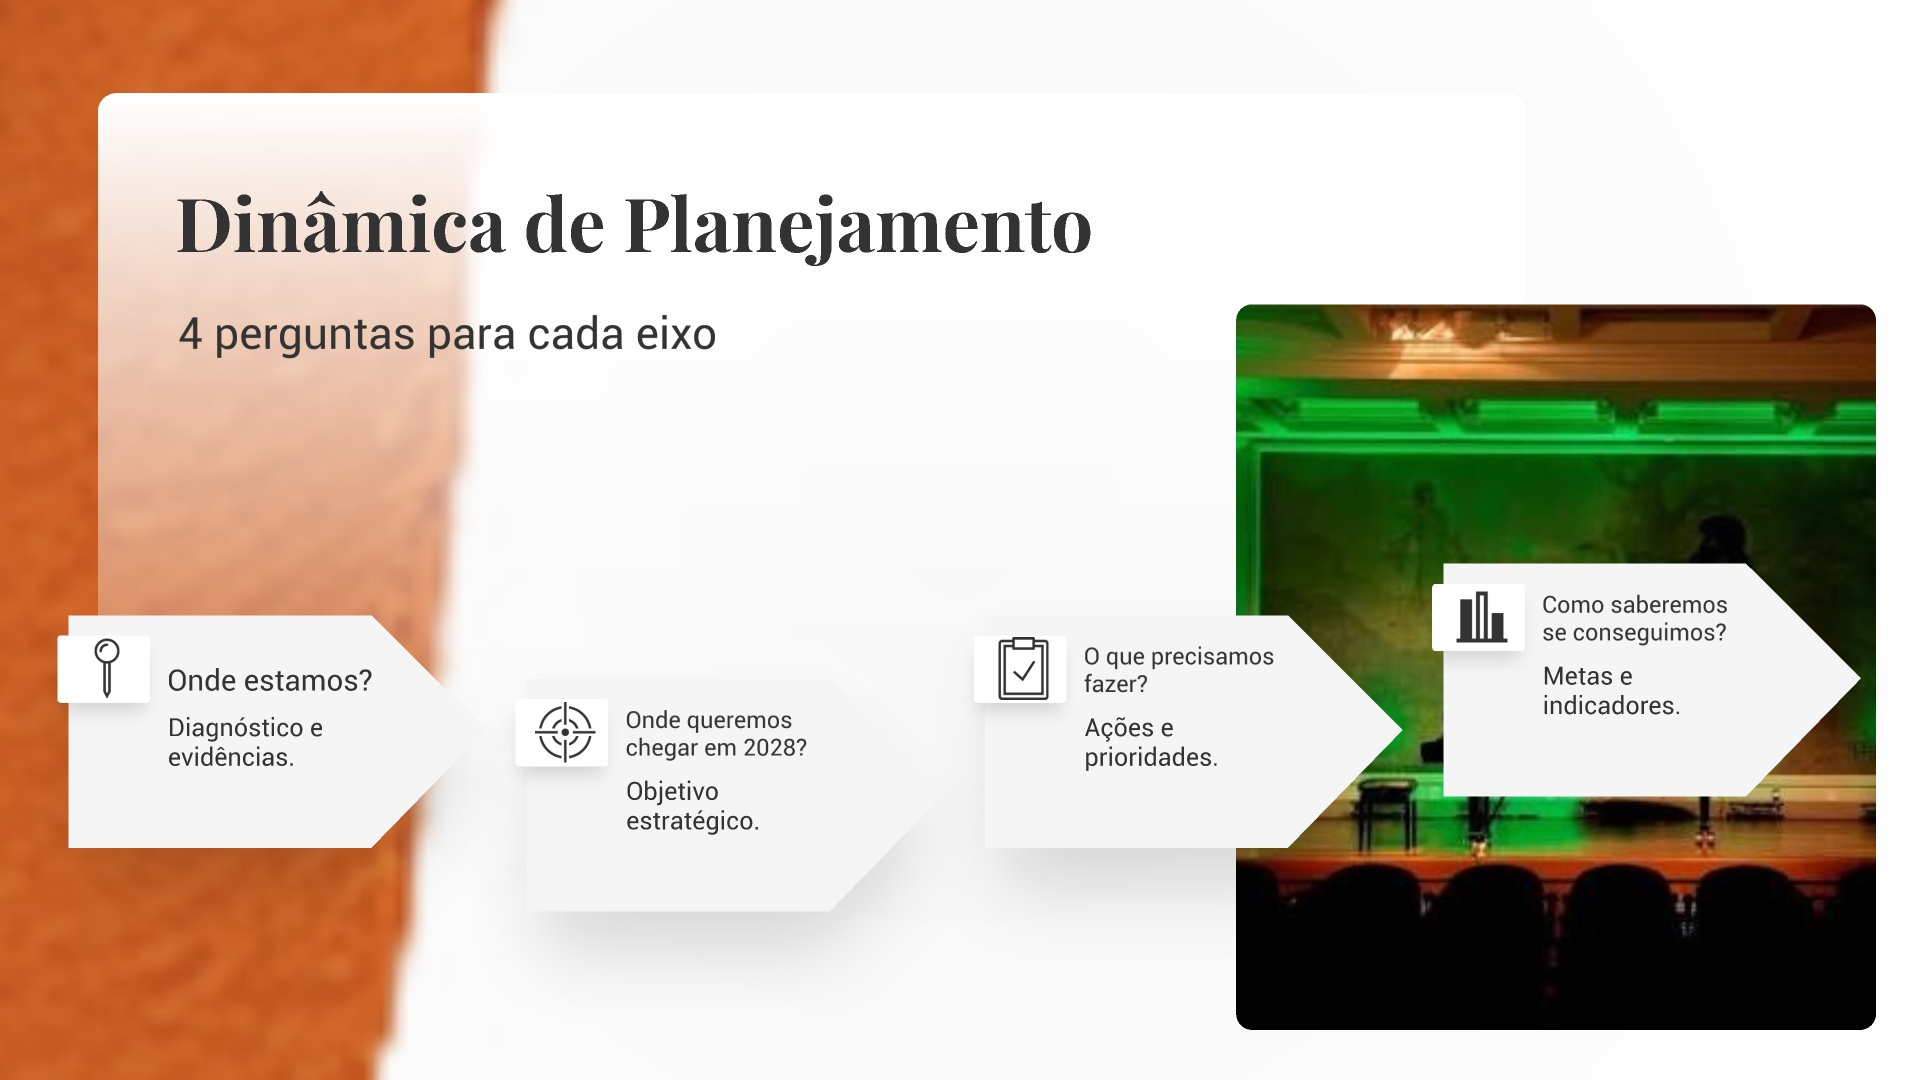 Dinâmica de Planejamento
4 perguntas para cada eixo
Onde estamos?
Diagnóstico e
evidências.
Onde queremos
chegar em 2028?
Objetivo
estratégico.
O que precisamos
fazer?
Ações e
prioridades.
Como saberemos
se conseguimos?
Metas e
indicadores.